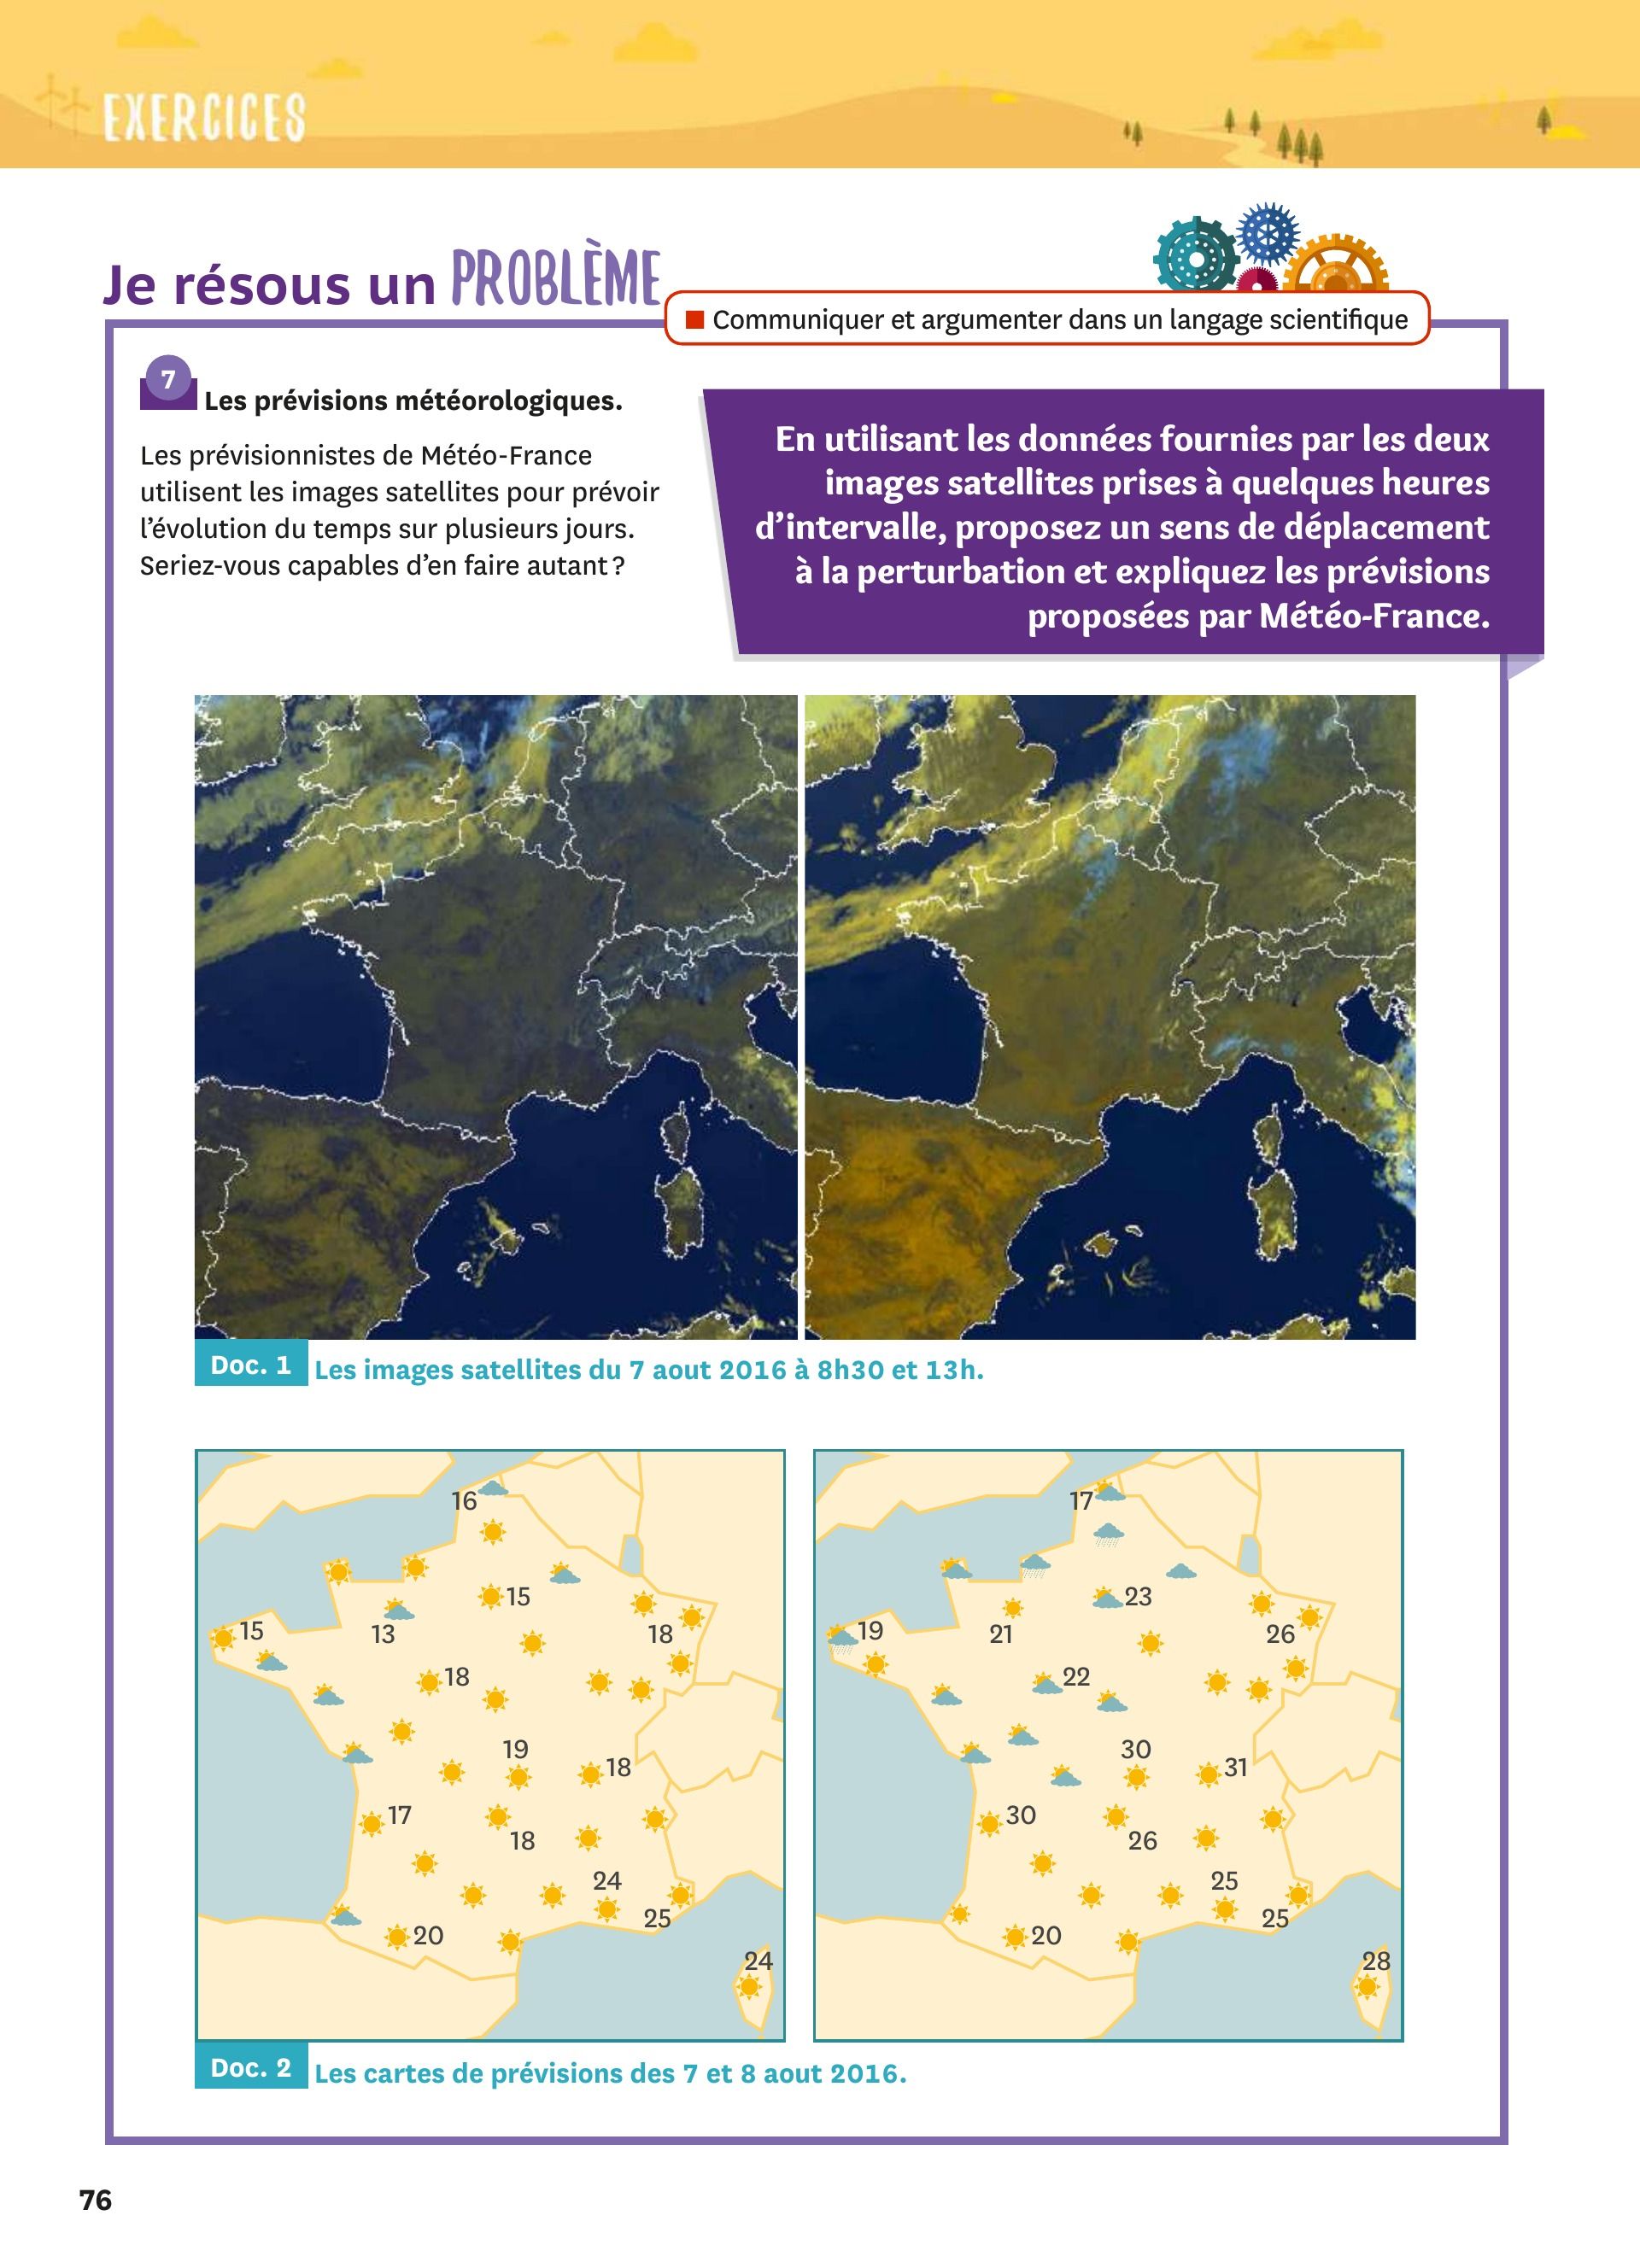 EXERCICES
Je résous un PROBLÈME
■ Communiquer et argumenter dans un langage scientifique
7
Les prévisions météorologiques.
Les prévisionnistes de Météo-France
utilisent les images satellites pour prévoir
l'évolution du temps sur plusieurs jours.
Seriez-vous capables d'en faire autant ?
En utilisant les données fournies par les deux
images satellites prises à quelques heures
d'intervalle, proposez un sens de déplacement
à la perturbation et expliquez les prévisions
proposées par Météo-France.
Doc. 1 Les images satellites du 7 aout 2016 à 8h30 et 13h.
16
15
15
13
18
18
19
18
17
18
24
25
20
24
17
23
19
21
26
22
30
31
30
26
25
25
20
28
Doc. 2 Les cartes de prévisions des 7 et 8 aout 2016.
76